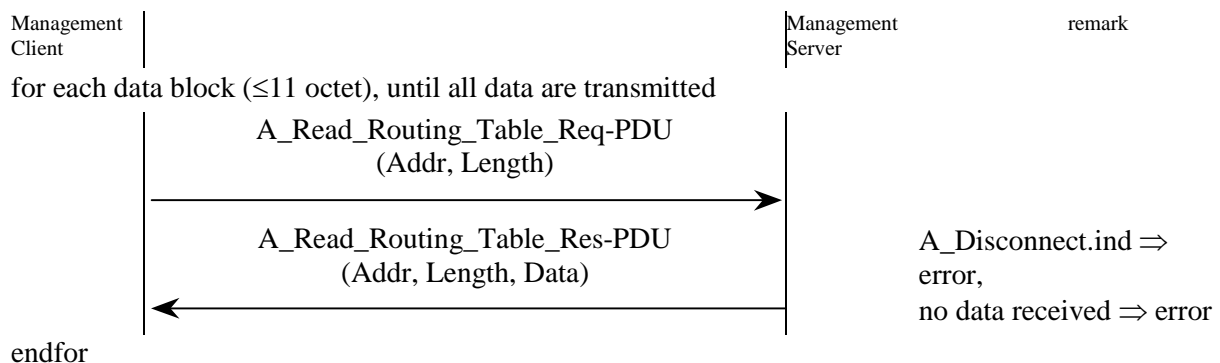 Management Client
Management Server
remark
for each data block (≤11 octet), until all data are transmitted
A_Read_Routing_Table_Req-PDU
(Addr, Length)
A_Read_Routing_Table_Res-PDU
(Addr, Length, Data)
A_Disconnect.ind ⇒
error,
no data received ⇒ error
endfor